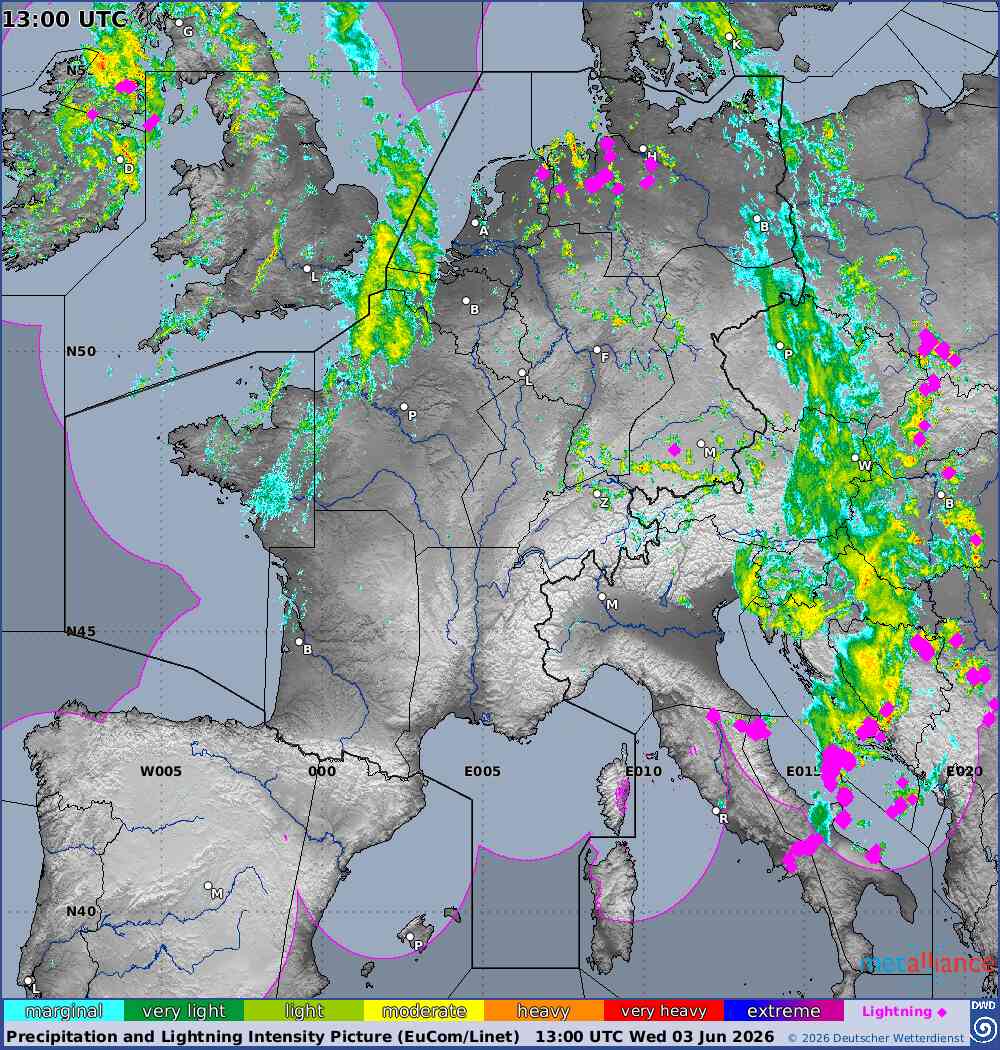 13:00 UTC
G
K
N5
D
H
A
B
L
B
N50
P
F
L
P
M
W
B
Z
M
N45
B
W005
000
E005
E010
E015
E020
R
M
N40
P
L
metalliance
marginal very light light moderate heavy very heavy extreme Lightning
DWD
Precipitation and Lightning Intensity Picture (EuCom/Linet) 13:00 UTC Wed 03 Jun 2026 © 2026 Deutscher Wetterdienst